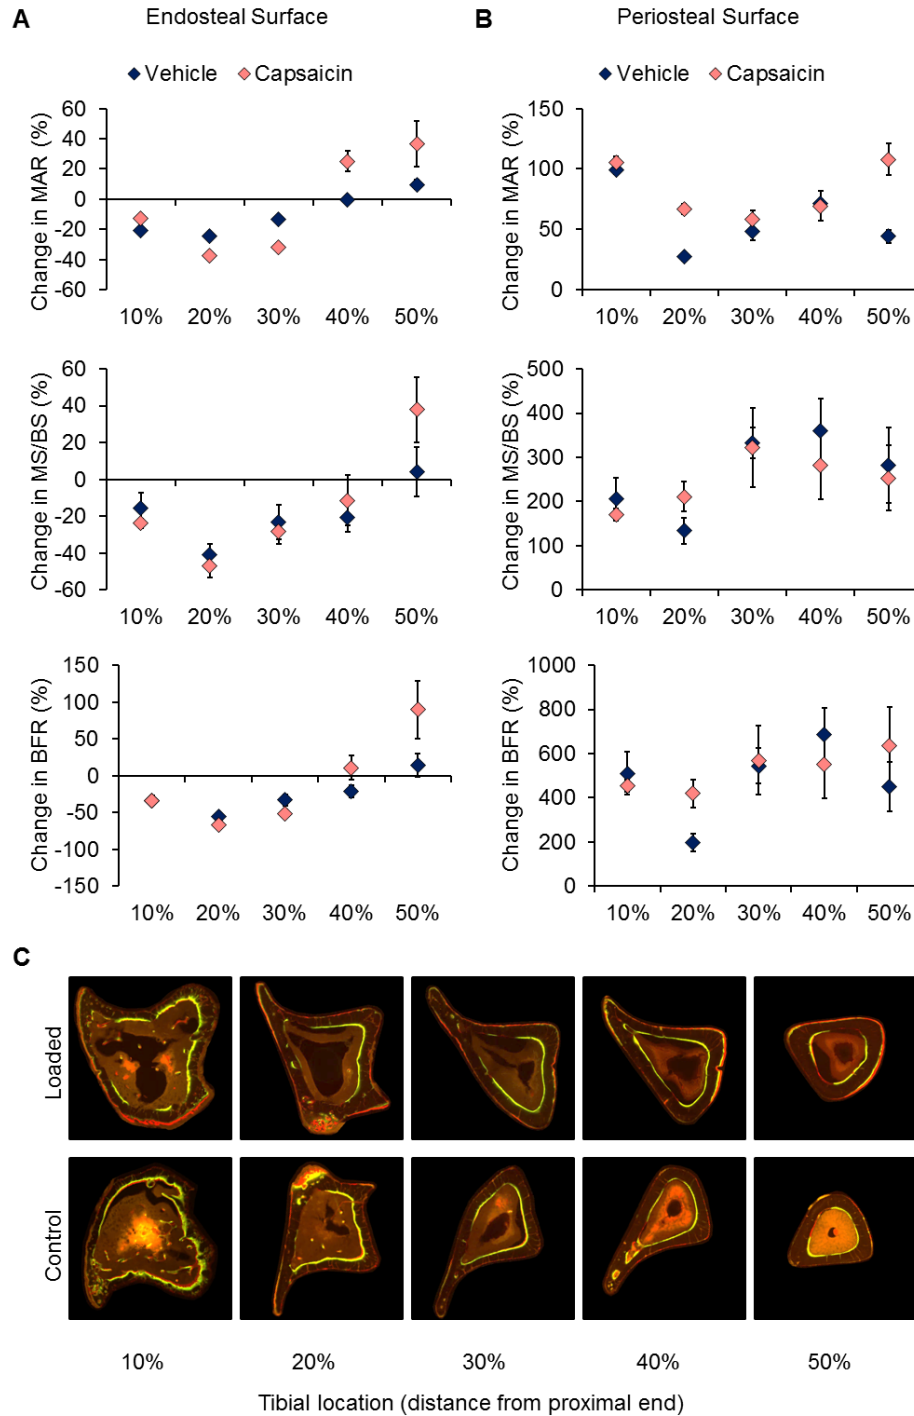 A Endosteal Surface
Vehicle Capsaicin
Change in MAR (%)
60
40
20
0
-20
-40
-60
10% 20% 30% 40% 50%
Change in MS/BS (%)
60
40
20
0
-20
-40
-60
10% 20% 30% 40% 50%
Change in BFR (%)
150
100
50
0
-50
-100
-150
10% 20% 30% 40% 50%
B Periosteal Surface
Vehicle Capsaicin
Change in MAR (%)
150
100
50
0
10% 20% 30% 40% 50%
Change in MS/BS (%)
500
400
300
200
100
0
10% 20% 30% 40% 50%
Change in BFR (%)
1000
800
600
400
200
0
10% 20% 30% 40% 50%
C
Loaded
Control
10% 20% 30% 40% 50%
Tibial location (distance from proximal end)